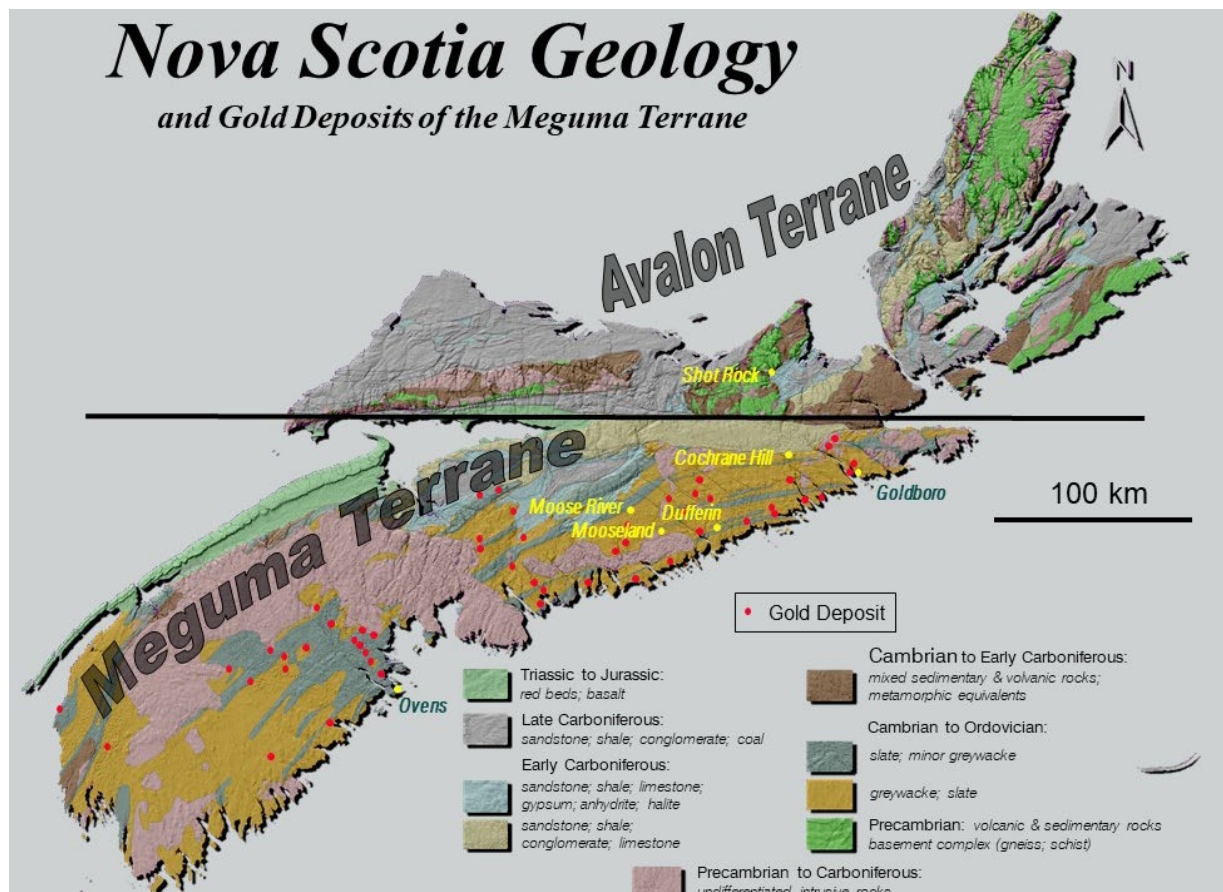 Nova Scotia Geology
and Gold Deposits of the Meguma Terrane
N
Avalon Terrane
Shot Rock
Meguma Terrane
Cochrane Hill
Goldboro
Moose River
Dufferin
Mooseland
100 km
Gold Deposit
Ovens
Triassic to Jurassic:
red beds; basalt
Late Carboniferous:
sandstone; shale; conglomerate; coal
Early Carboniferous:
sandstone; shale; limestone;
gypsum; anhydrite; halite
sandstone; shale;
conglomerate; limestone
Cambrian to Early Carboniferous:
mixed sedimentary & volcanic rocks;
metamorphic equivalents
Cambrian to Ordovician:
slate; minor greywacke
greywacke; slate
Precambrian: volcanic & sedimentary rocks
basement complex (gneiss; schist)
Precambrian to Carboniferous:
undifferentiated intrusive rocks